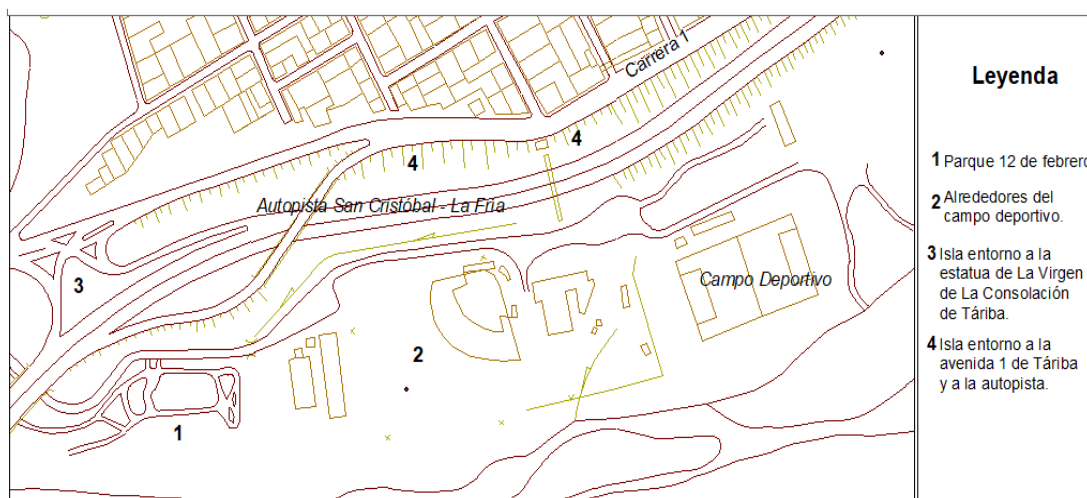 Carrera 1
4
4
Autopista San Cristóbal - La Fría
3
Campo Deportivo
2
1
Leyenda
1 Parque 12 de febrero
2 Alrededores del
campo deportivo.
3 Isla entorno a la
estatua de La Virgen
de La Consolación
de Táriba.
4 Isla entorno a la
avenida 1 de Táriba
y a la autopista.